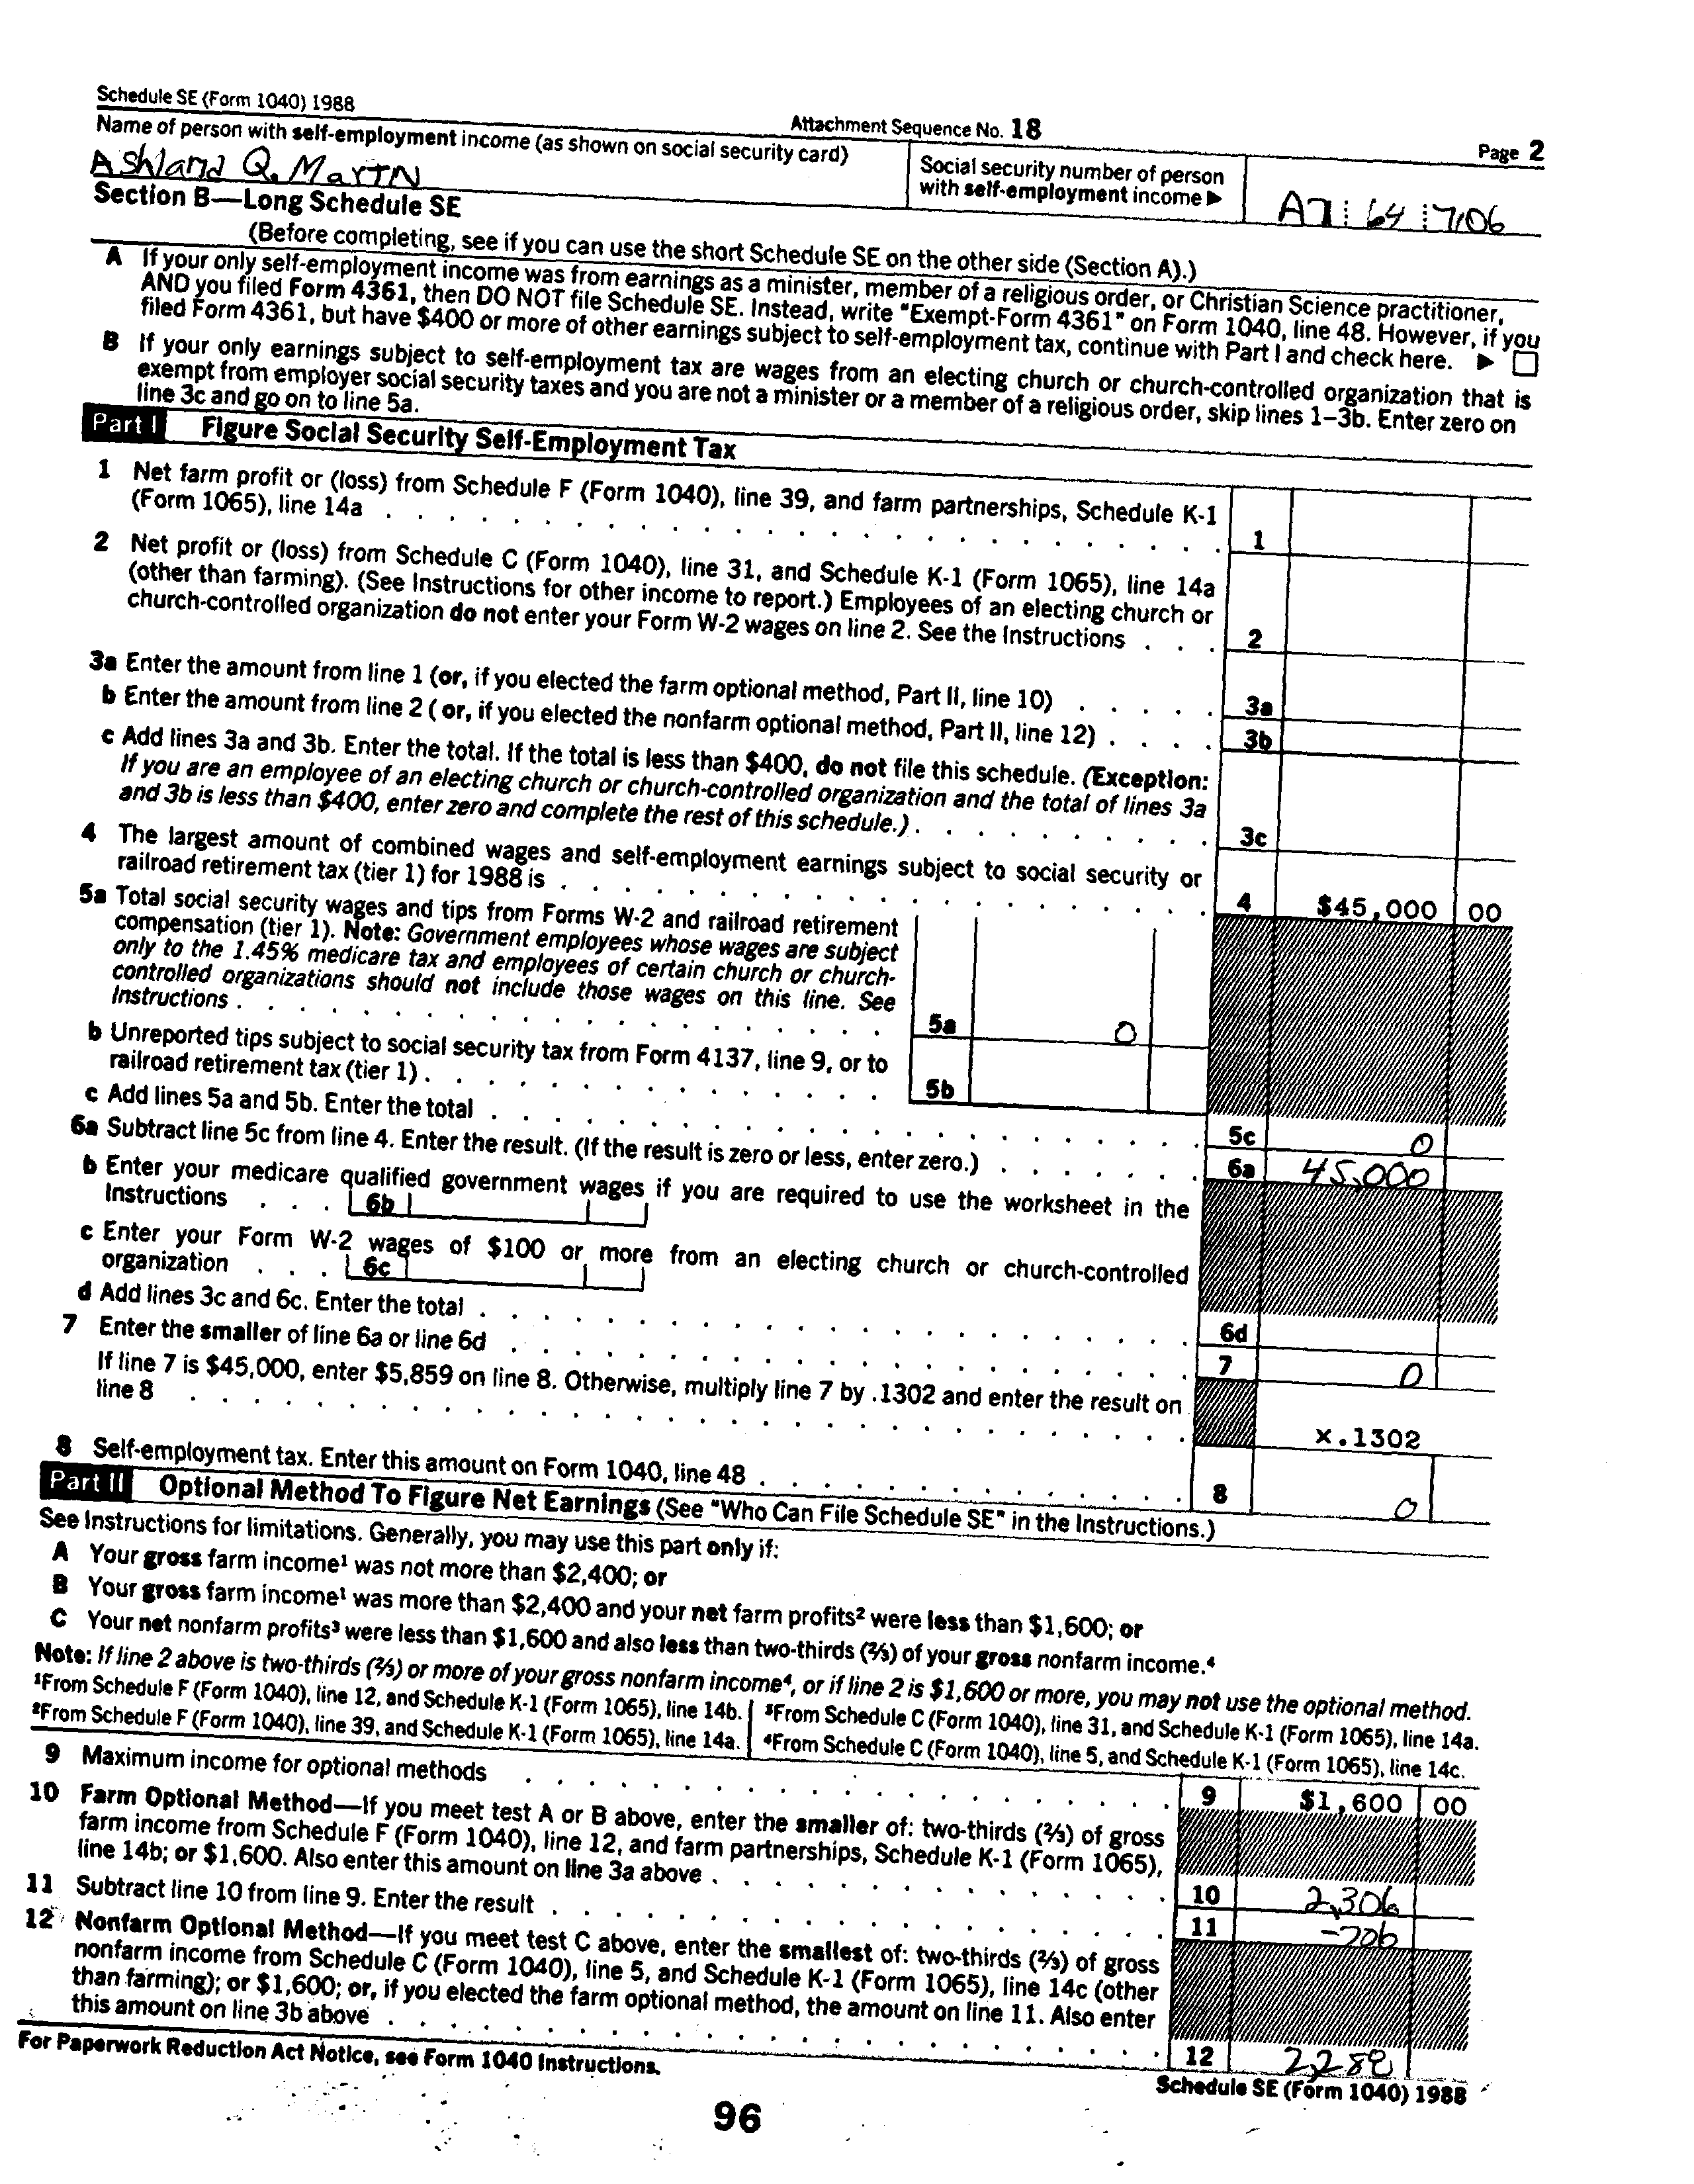 Schedule SE (Form 1040) 1988
Attachment Sequence No. 18
Page 2
Name of person with self-employment income (as shown on social security card)
Ashland Q. Martn
Social security number of person
with self-employment income ▶
A7 64 7106
Section B—Long Schedule SE
(Before completing, see if you can use the short Schedule SE on the other side (Section A).)
A If your only self-employment income was from earnings as a minister, member of a religious order, or Christian Science practitioner,
AND you filed Form 4361, then DO NOT file Schedule SE. Instead, write "Exempt-Form 4361" on Form 1040, line 48. However, if you
filed Form 4361, but have $400 or more of other earnings subject to self-employment tax, continue with Part I and check here. ▶
B If your only earnings subject to self-employment tax are wages from an electing church or church-controlled organization that is
exempt from employer social security taxes and you are not a minister or a member of a religious order, skip lines 1–3b. Enter zero on
line 3c and go on to line 5a.
Part I Figure Social Security Self-Employment Tax
1 Net farm profit or (loss) from Schedule F (Form 1040), line 39, and farm partnerships, Schedule K-1
(Form 1065), line 14a . . . 1
2 Net profit or (loss) from Schedule C (Form 1040), line 31, and Schedule K-1 (Form 1065), line 14a
(other than farming). (See Instructions for other income to report.) Employees of an electing church or
church-controlled organization do not enter your Form W-2 wages on line 2. See the Instructions . . . 2
3a Enter the amount from line 1 (or, if you elected the farm optional method, Part II, line 10) . . . 3a
b Enter the amount from line 2 ( or, if you elected the nonfarm optional method, Part II, line 12) . . . 3b
c Add lines 3a and 3b. Enter the total. If the total is less than $400, do not file this schedule. (Exception:
If you are an employee of an electing church or church-controlled organization and the total of lines 3a
and 3b is less than $400, enter zero and complete the rest of this schedule.) . . . 3c
4 The largest amount of combined wages and self-employment earnings subject to social security or
railroad retirement tax (tier 1) for 1988 is . . . 4 $45,000 00
5a Total social security wages and tips from Forms W-2 and railroad retirement
compensation (tier 1). Note: Government employees whose wages are subject
only to the 1.45% medicare tax and employees of certain church or church-
controlled organizations should not include those wages on this line. See
Instructions . . . 5a 0
b Unreported tips subject to social security tax from Form 4137, line 9, or to
railroad retirement tax (tier 1) . . . 5b
c Add lines 5a and 5b. Enter the total . . . 5c 0
6a Subtract line 5c from line 4. Enter the result. (If the result is zero or less, enter zero.) . . . 6a 45,000
b Enter your medicare qualified government wages if you are required to use the worksheet in the
Instructions . . . 6b
c Enter your Form W-2 wages of $100 or more from an electing church or church-controlled
organization . . . 6c
d Add lines 3c and 6c. Enter the total . . . 6d
7 Enter the smaller of line 6a or line 6d . . . 7 0
If line 7 is $45,000, enter $5,859 on line 8. Otherwise, multiply line 7 by .1302 and enter the result on
line 8 . . . x.1302
8 Self-employment tax. Enter this amount on Form 1040, line 48 . . . 8 0
Part II Optional Method To Figure Net Earnings (See "Who Can File Schedule SE" in the Instructions.)
See Instructions for limitations. Generally, you may use this part only if:
A Your gross farm income¹ was not more than $2,400; or
B Your gross farm income¹ was more than $2,400 and your net farm profits² were less than $1,600; or
C Your net nonfarm profits³ were less than $1,600 and also less than two-thirds (⅔) of your gross nonfarm income.⁴
Note: If line 2 above is two-thirds (⅔) or more of your gross nonfarm income⁴, or if line 2 is $1,600 or more, you may not use the optional method.
¹From Schedule F (Form 1040), line 12, and Schedule K-1 (Form 1065), line 14b.
²From Schedule F (Form 1040), line 39, and Schedule K-1 (Form 1065), line 14a.
³From Schedule C (Form 1040), line 31, and Schedule K-1 (Form 1065), line 14a.
⁴From Schedule C (Form 1040), line 5, and Schedule K-1 (Form 1065), line 14c.
9 Maximum income for optional methods . . . 9 $1,600 00
10 Farm Optional Method—If you meet test A or B above, enter the smaller of: two-thirds (⅔) of gross
farm income from Schedule F (Form 1040), line 12, and farm partnerships, Schedule K-1 (Form 1065),
line 14b; or $1,600. Also enter this amount on line 3a above . . . 10 2,306
11 Subtract line 10 from line 9. Enter the result . . . 11 -706
12 Nonfarm Optional Method—If you meet test C above, enter the smallest of: two-thirds (⅔) of gross
nonfarm income from Schedule C (Form 1040), line 5, and Schedule K-1 (Form 1065), line 14c (other
than farming); or $1,600; or, if you elected the farm optional method, the amount on line 11. Also enter
this amount on line 3b above . . . 12 2,280
For Paperwork Reduction Act Notice, see Form 1040 Instructions.
Schedule SE (Form 1040) 1988
96